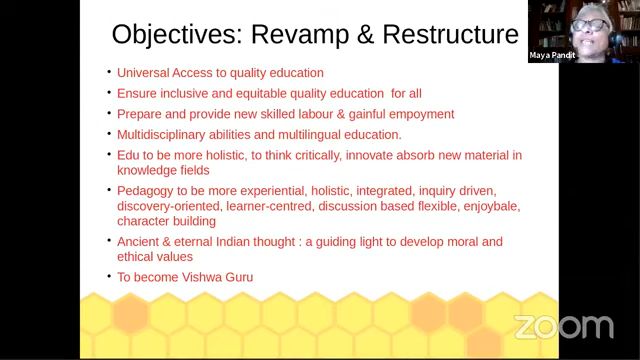 Objectives: Revamp & Restructure
Maya Pandit
• Universal Access to quality education
• Ensure inclusive and equitable quality education for all
• Prepare and provide new skilled labour & gainful empoyment
• Multidisciplinary abilities and multilingual education.
• Edu to be more holistic, to think critically, innovate absorb new material in
knowledge fields
• Pedagogy to be more experiential, holistic, integrated, inquiry driven,
discovery-oriented, learner-centred, discussion based flexible, enjoybale,
character building
• Ancient & eternal Indian thought : a guiding light to develop moral and
ethical values
• To become Vishwa Guru
zoom